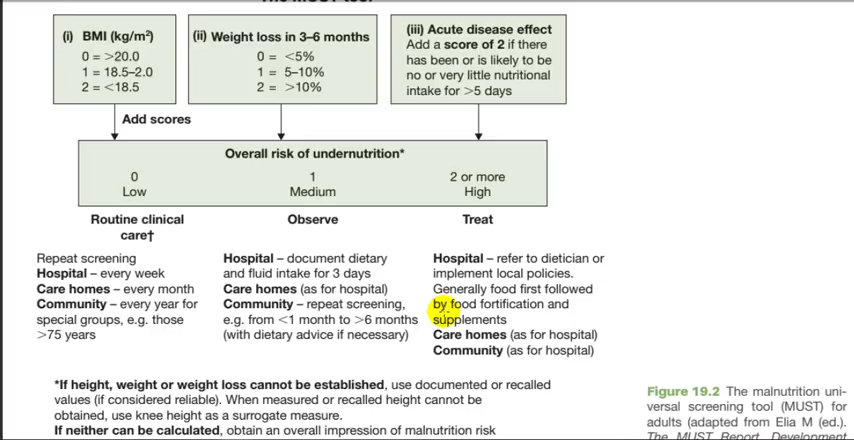 The MUST tool
(i) BMI (kg/m²)
0 = >20.0
1 = 18.5–2.0
2 = <18.5
(ii) Weight loss in 3–6 months
0 = <5%
1 = 5–10%
2 = >10%
(iii) Acute disease effect
Add a score of 2 if there
has been or is likely to be
no or very little nutritional
intake for >5 days
Add scores
Overall risk of undernutrition*
0 1 2 or more
Low Medium High
Routine clinical
care†
Repeat screening
Hospital – every week
Care homes – every month
Community – every year for
special groups, e.g. those
>75 years
Observe
Hospital – document dietary
and fluid intake for 3 days
Care homes (as for hospital)
Community – repeat screening,
e.g. from <1 month to >6 months
(with dietary advice if necessary)
Treat
Hospital – refer to dietician or
implement local policies.
Generally food first followed
by food fortification and
supplements
Care homes (as for hospital)
Community (as for hospital)
*If height, weight or weight loss cannot be established, use documented or recalled
values (if considered reliable). When measured or recalled height cannot be
obtained, use knee height as a surrogate measure.
If neither can be calculated, obtain an overall impression of malnutrition risk
Figure 19.2 The malnutrition uni-
versal screening tool (MUST) for
adults (adapted from Elia M (ed.).
The MUST Report. Development